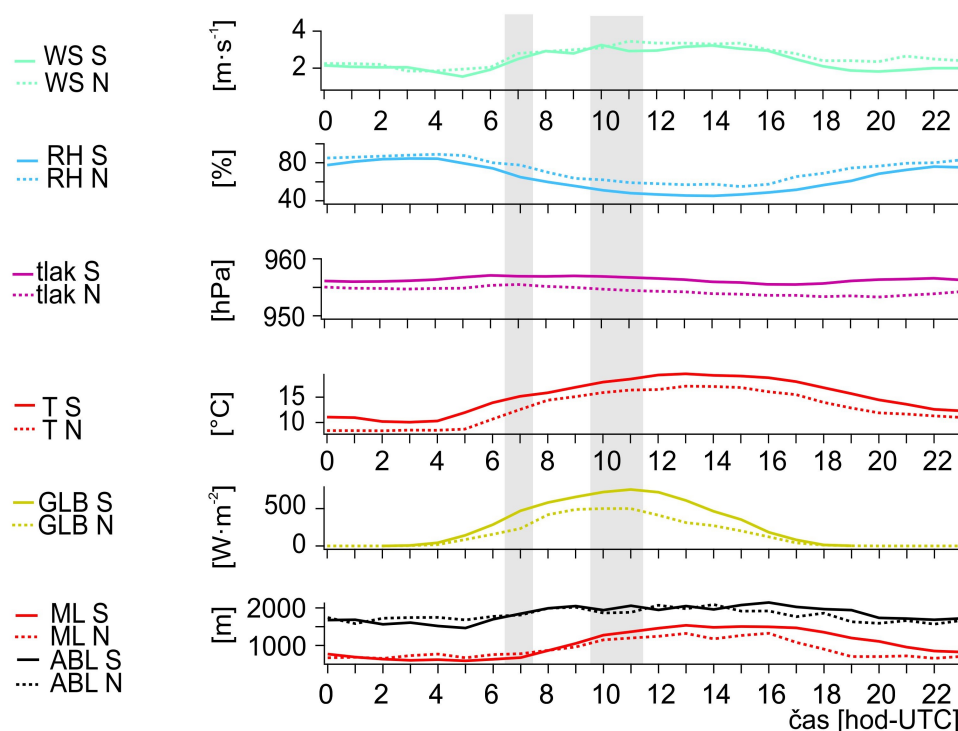 WS S
WS N
[m·s⁻¹]
4
2
0 2 4 6 8 10 12 14 16 18 20 22
RH S
RH N
[%]
80
40
tlak S
tlak N
[hPa]
960
950
T S
T N
[°C]
15
10
0 2 4 6 8 10 12 14 16 18 20 22
GLB S
GLB N
[W·m⁻²]
500
0
ML S
ML N
ABL S
ABL N
[m]
2000
1000
0 2 4 6 8 10 12 14 16 18 20 22
čas [hod-UTC]